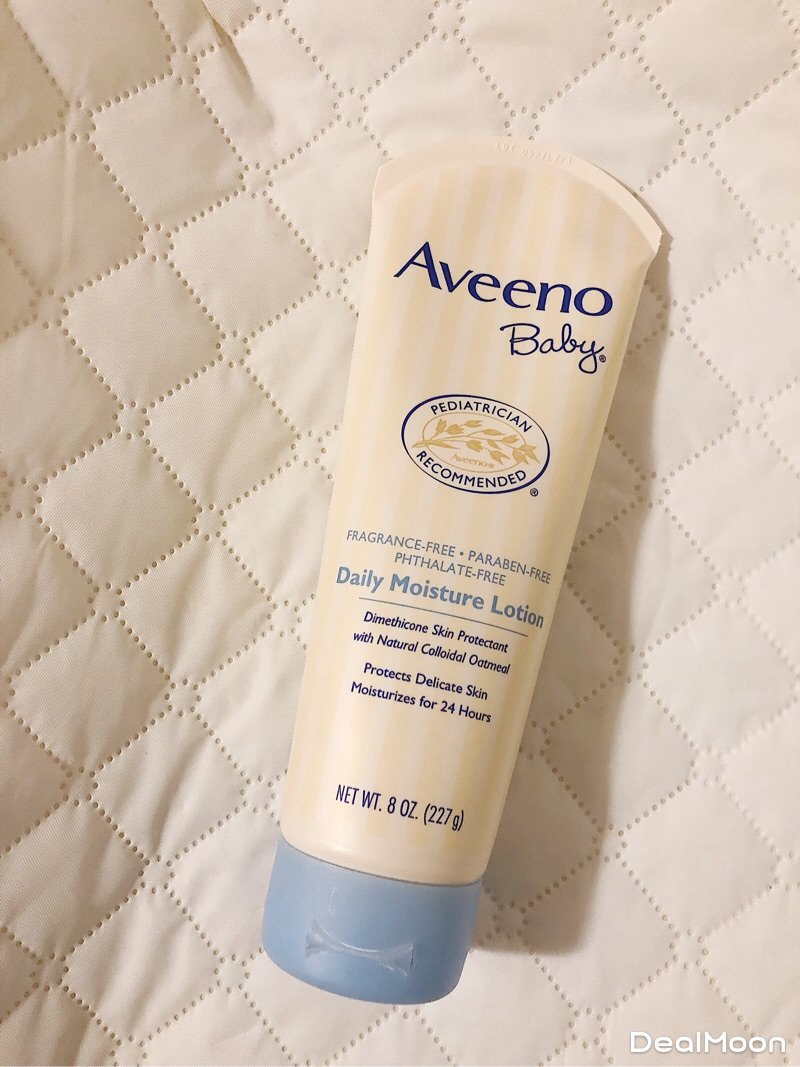 Aveeno
Baby®
PEDIATRICIAN
Aveeno®
RECOMMENDED®
FRAGRANCE-FREE • PARABEN-FREE
PHTHALATE-FREE
Daily Moisture Lotion
Dimethicone Skin Protectant
with Natural Colloidal Oatmeal
Protects Delicate Skin
Moisturizes for 24 Hours
NET WT. 8 OZ. (227g)
DealMoon